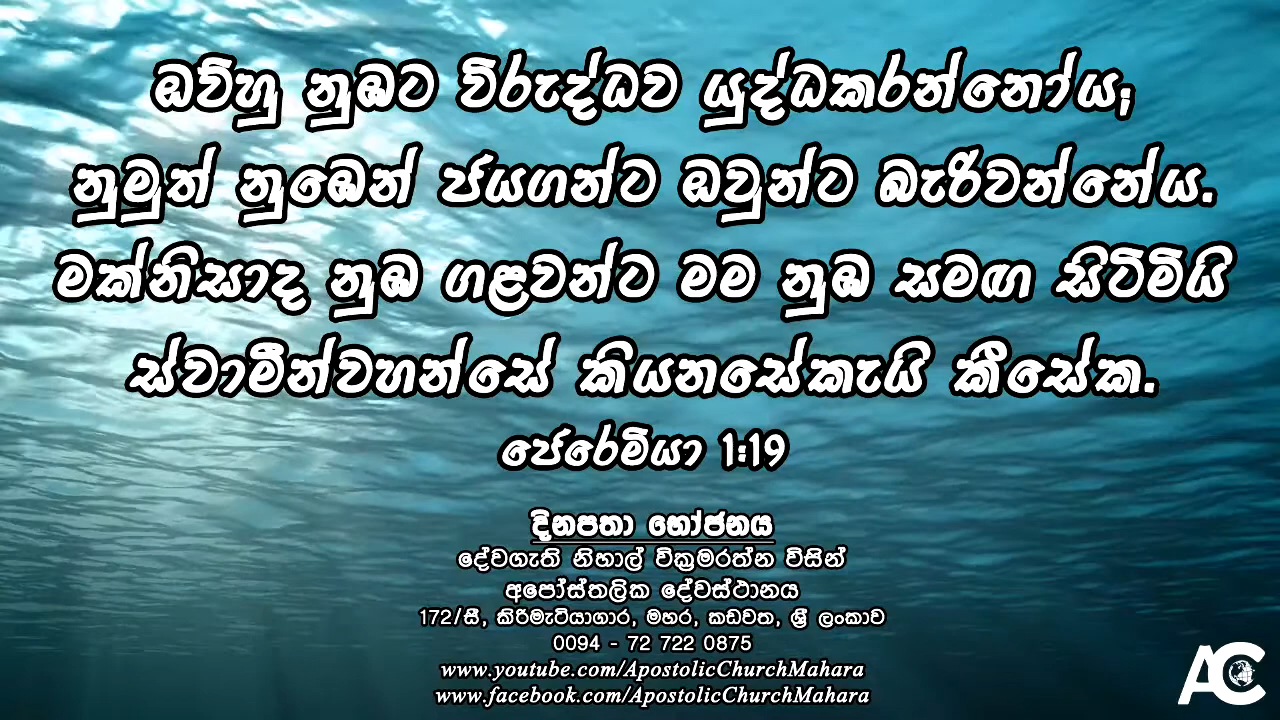 ඔව්හු නුඹට විරුද්ධව යුද්ධකරන්නෝය;
නුමුත් නුඹෙන් ජයගන්ට ඔවුන්ට බැරිවන්නේය.
මක්නිසාද නුඹ ගළවන්ට මම නුඹ සමඟ සිටිමියි
ස්වාමීන්වහන්සේ කියනසේකැයි කීසේක.
ජෙරෙමියා 1:19
දිනපතා භෝජනය
දේවගැති නිහාල් වික්‍රමරත්න විසින්
අපෝස්තලික දේවස්ථානය
172/සී, කිරිමැටියාගාර, මහර, කඩවත, ශ්‍රී ලංකාව
0094 - 72 722 0875
www.youtube.com/ApostolicChurchMahara
www.facebook.com/ApostolicChurchMahara
AC